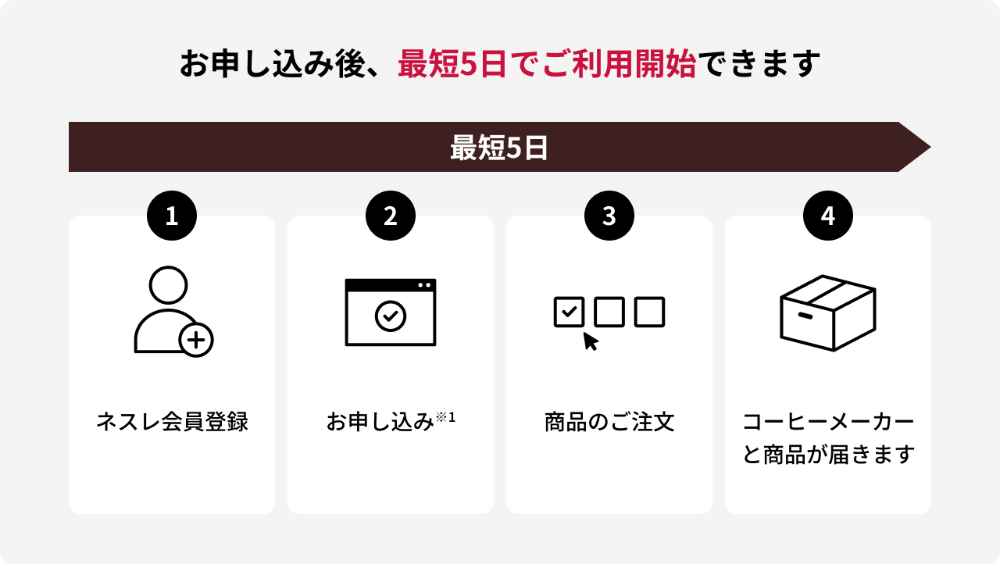 お申し込み後、最短5日でご利用開始できます
最短5日
1
2
3
4
ネスレ会員登録
お申し込み※1
商品のご注文
コーヒーメーカー
と商品が届きます